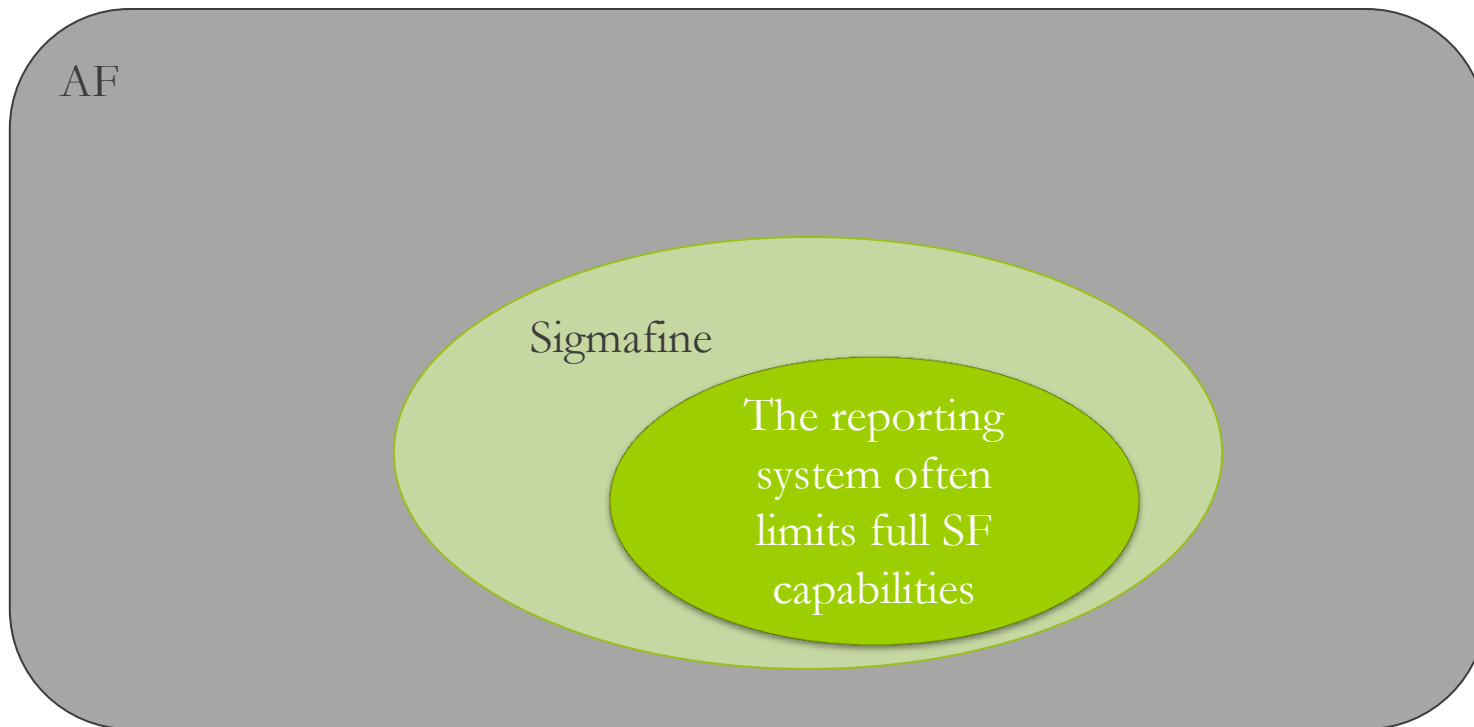 AF
Sigmafine
The reporting
system often
limits full SF
capabilities